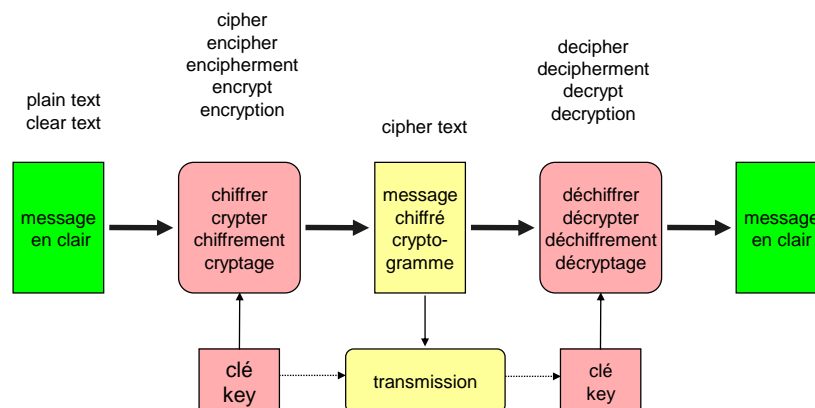 cipher
encipher
encipherment
encrypt
encryption
decipher
decipherment
decrypt
decryption
plain text
clear text
cipher text
message
en clair
chiffrer
crypter
chiffrement
cryptage
message
chiffré
crypto-
gramme
déchiffrer
décrypter
déchiffrement
décryptage
message
en clair
clé
key
transmission
clé
key